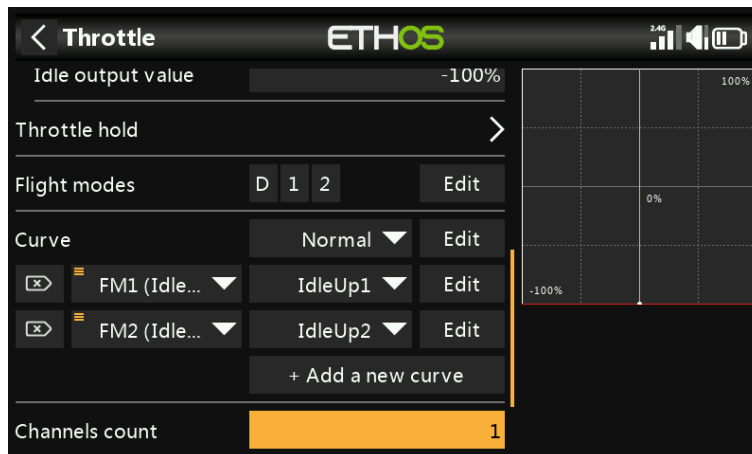 Throttle
ETHOS
2.4G
Idle output value -100%
Throttle hold
Flight modes D 1 2 Edit
Curve Normal Edit
FM1 (Idle... IdleUp1 Edit
FM2 (Idle... IdleUp2 Edit
+ Add a new curve
Channels count 1
100%
0%
-100%